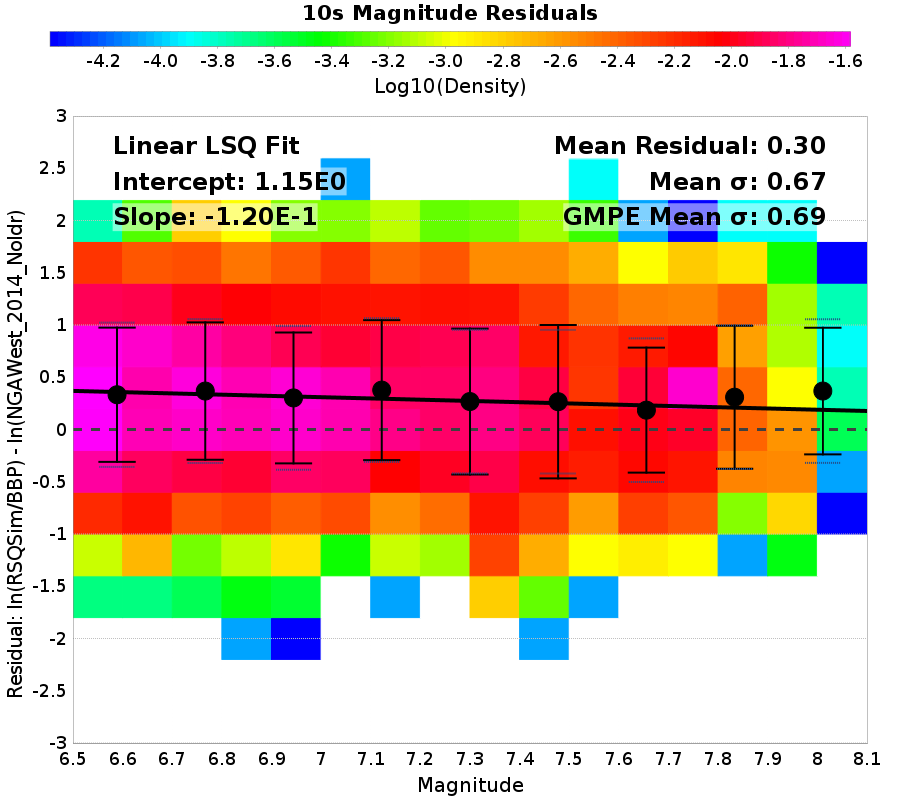 10s Magnitude Residuals
-4.2 -4.0 -3.8 -3.6 -3.4 -3.2 -3.0 -2.8 -2.6 -2.4 -2.2 -2.0 -1.8 -1.6
Log10(Density)
Linear LSQ Fit
Intercept: 1.15E0
Slope: -1.20E-1
Mean Residual: 0.30
Mean σ: 0.67
GMPE Mean σ: 0.69
Residual: ln(RSQSim/BBP) - ln(NGAWest_2014_NoIdr)
3
2.5
2
1.5
1
0.5
0
-0.5
-1
-1.5
-2
-2.5
-3
6.5 6.6 6.7 6.8 6.9 7 7.1 7.2 7.3 7.4 7.5 7.6 7.7 7.8 7.9 8 8.1
Magnitude